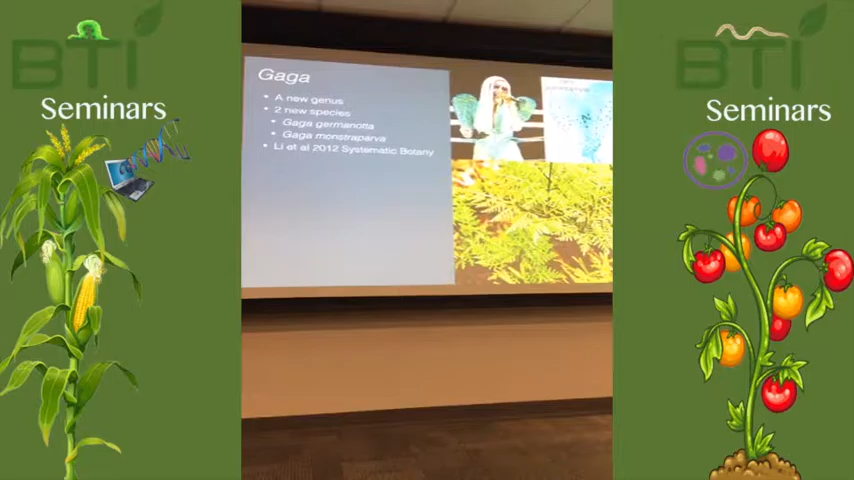 BTI
Seminars
Gaga
• A new genus
• 2 new species
• Gaga germanotta
• Gaga monstraparva
• Li et al 2012 Systematic Botany
BTI
Seminars